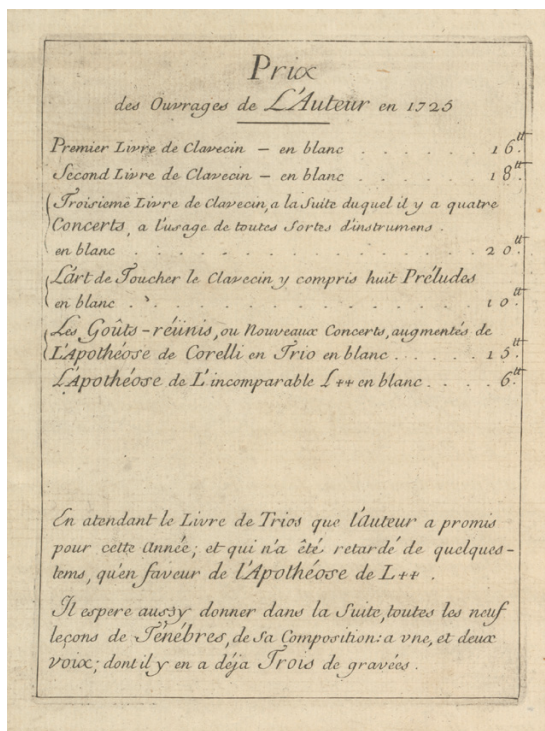 Prix
des Ouvrages de L'Auteur en 1725
Premier Livre de Clavecin – en blanc . . . . . . 16.tt
Second Livre de Clavecin – en blanc . . . . . . 18.tt
Troisieme Livre de Clavecin, a la Suite duquel il y a quatre
Concerts, a l'usage de toutes Sortes d'instrumens .
en blanc . . . . . . . . . . . . . . . 20.tt
L'art de Toucher le Clavecin y compris huit Préludes
en blanc . . . . . . . . . . . . . . . 10.tt
Les Goûts-réünis, ou Nouveaux Concerts, augmentés de
L'Apothéose de Corelli en Trio en blanc . . . . . 15.tt
L'Apothéose de L'incomparable L++ en blanc . . . . 6.tt
En atendant le Livre de Trios que l'auteur a promis
pour cette année; et qui n'a été retardé de quelques-
tems, qu'en faveur de l'Apothéose de L++ .
Il espere aussy donner dans la Suite, toutes les neuf
leçons de Ténébres, de sa Composition: a vne, et deux
voix; dont il y en a déja Trois de gravées .